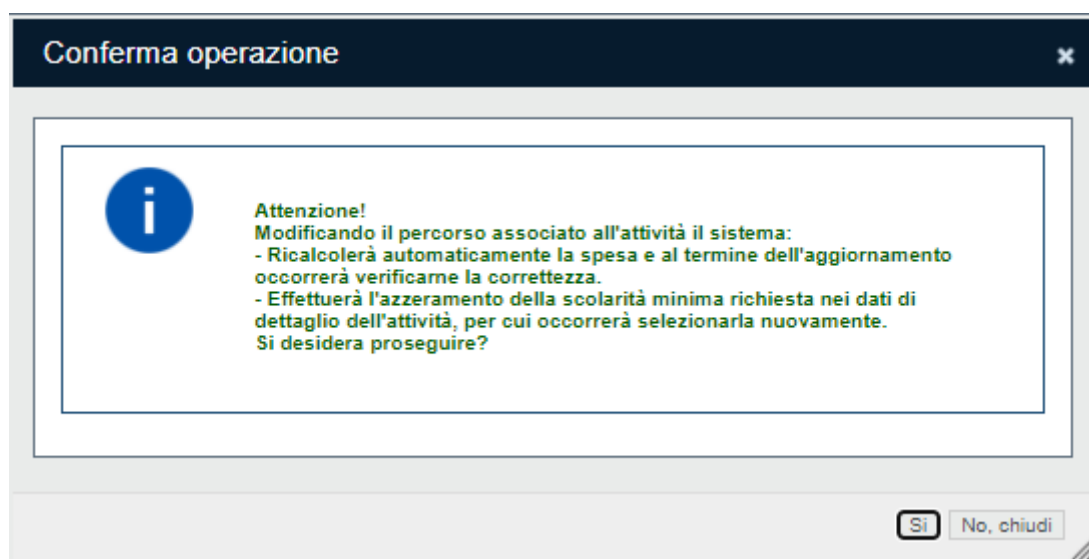 Conferma operazione
Attenzione!
Modificando il percorso associato all'attività il sistema:
- Ricalcolerà automaticamente la spesa e al termine dell'aggiornamento
occorrerà verificarne la correttezza.
- Effettuerà l'azzeramento della scolarità minima richiesta nei dati di
dettaglio dell'attività, per cui occorrerà selezionarla nuovamente.
Si desidera proseguire?
Si No, chiudi